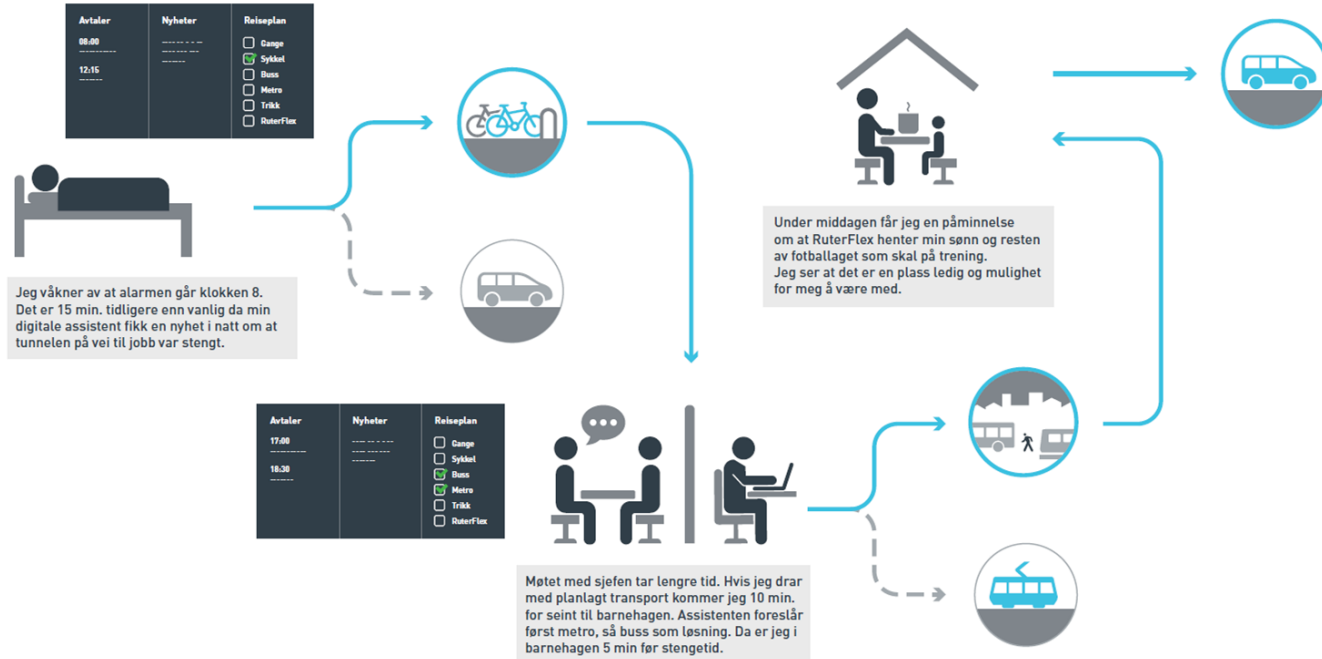 Avtaler
08:00
12:15
Nyheter
Reiseplan
Gange
Sykkel
Buss
Metro
Trikk
RuterFlex
Jeg våkner av at alarmen går klokken 8.
Det er 15 min. tidligere enn vanlig da min
digitale assistent fikk en nyhet i natt om at
tunnelen på vei til jobb var stengt.
Avtaler
17:00
18:30
Nyheter
Reiseplan
Gange
Sykkel
Buss
Metro
Trikk
RuterFlex
Møtet med sjefen tar lengre tid. Hvis jeg drar
med planlagt transport kommer jeg 10 min.
for seint til barnehagen. Assistenten foreslår
først metro, så buss som løsning. Da er jeg i
barnehagen 5 min før stengetid.
Under middagen får jeg en påminnelse
om at RuterFlex henter min sønn og resten
av fotballaget som skal på trening.
Jeg ser at det er en plass ledig og mulighet
for meg å være med.